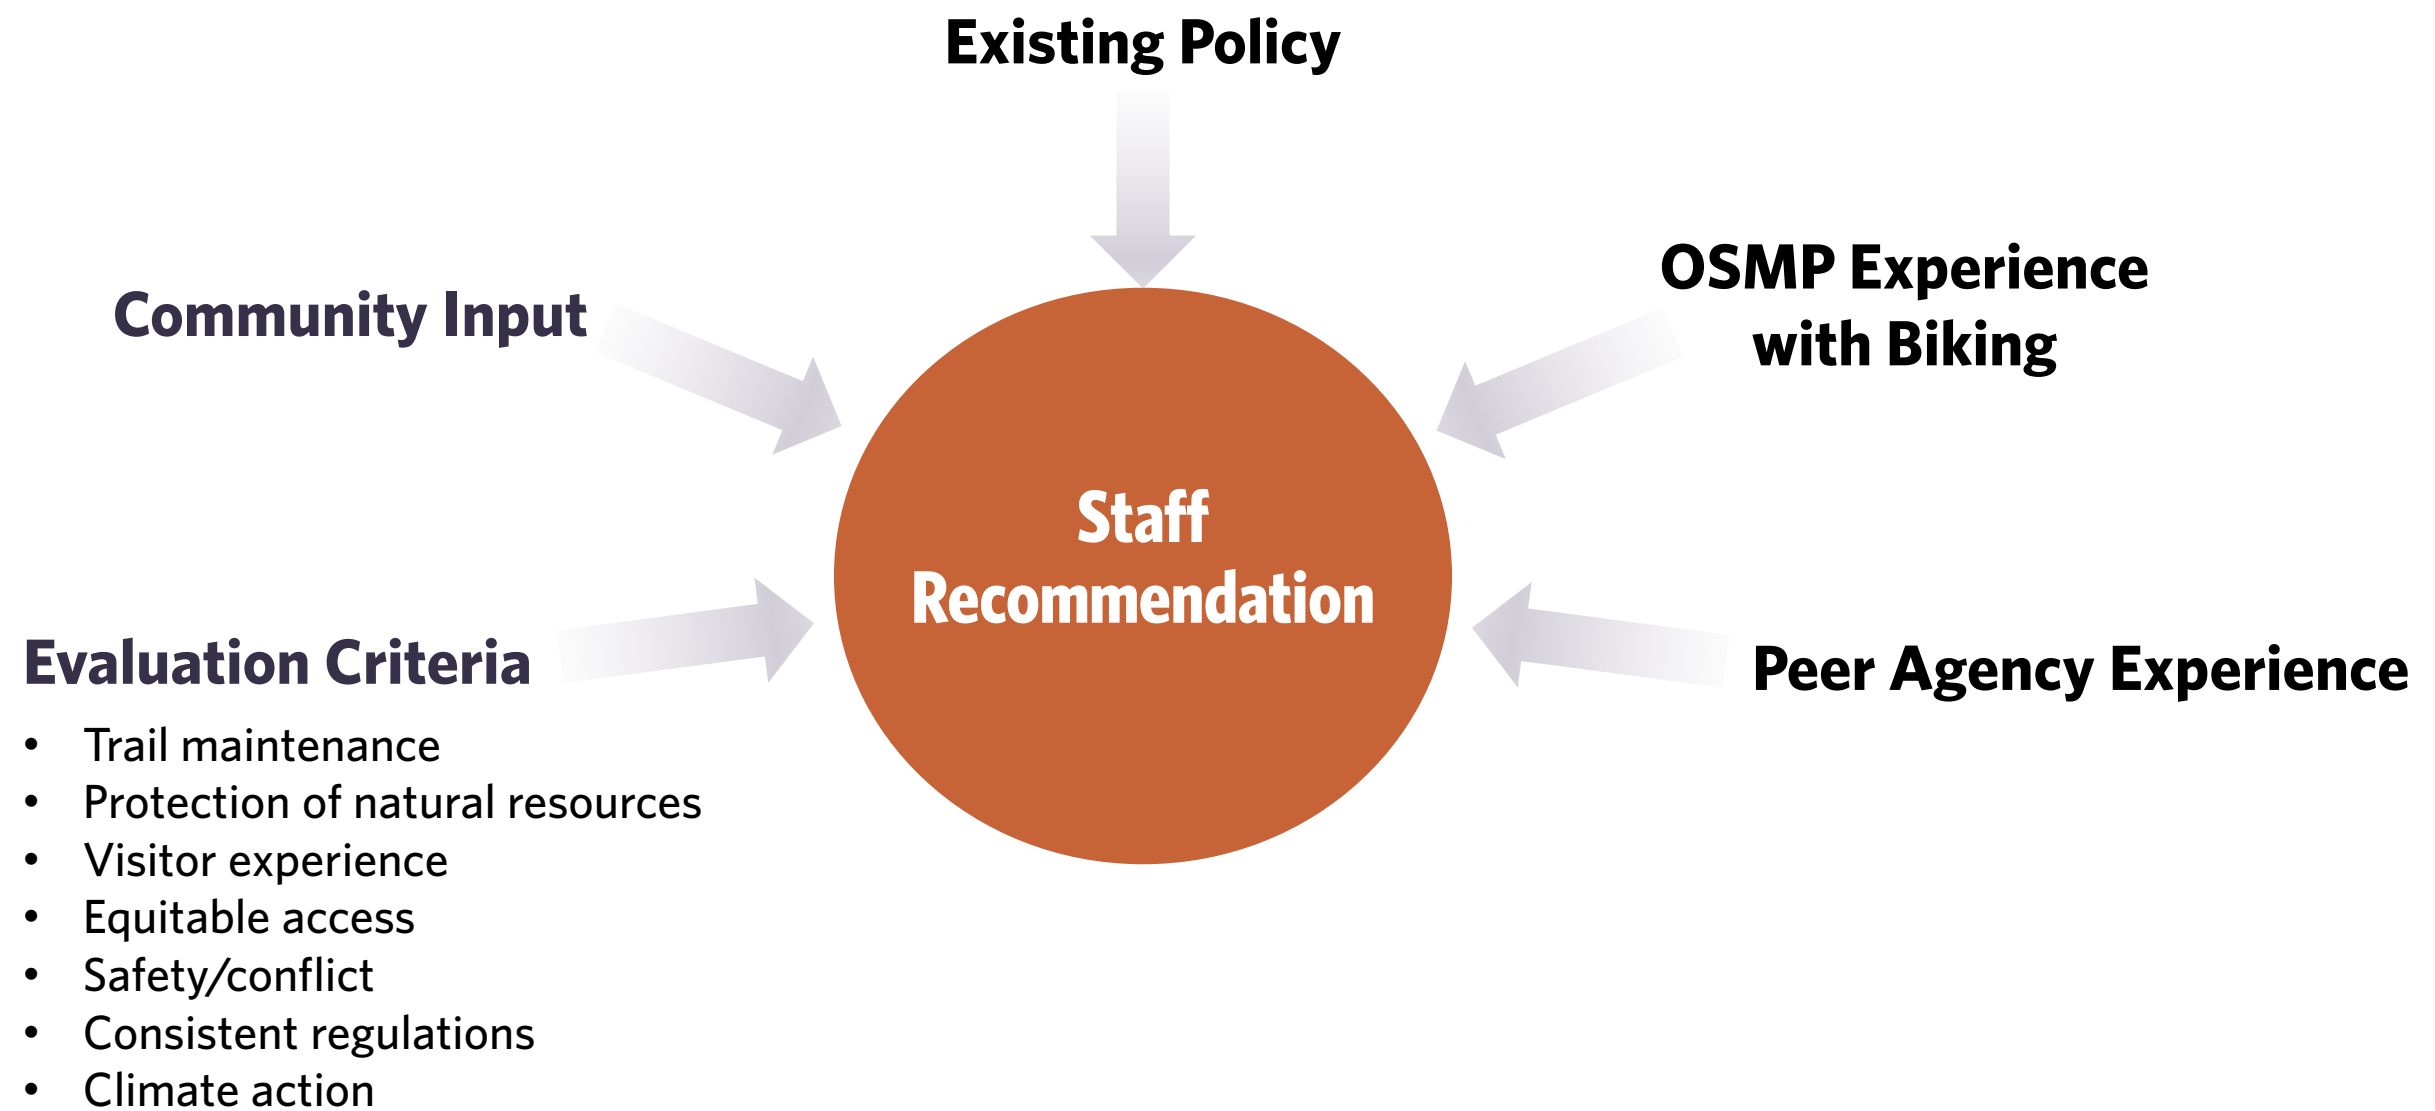 Existing Policy
Community Input
OSMP Experience
with Biking
Staff
Recommendation
Evaluation Criteria
• Trail maintenance
• Protection of natural resources
• Visitor experience
• Equitable access
• Safety/conflict
• Consistent regulations
• Climate action
Peer Agency Experience